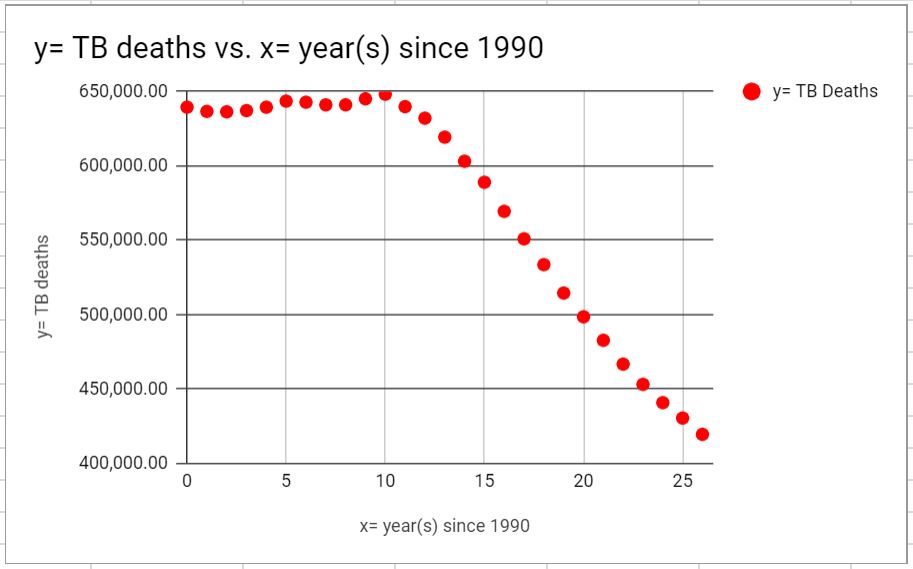 y= TB deaths vs. x= year(s) since 1990
650,000.00
y= TB Deaths
600,000.00
550,000.00
500,000.00
450,000.00
400,000.00
y= TB deaths
0 5 10 15 20 25
x= year(s) since 1990